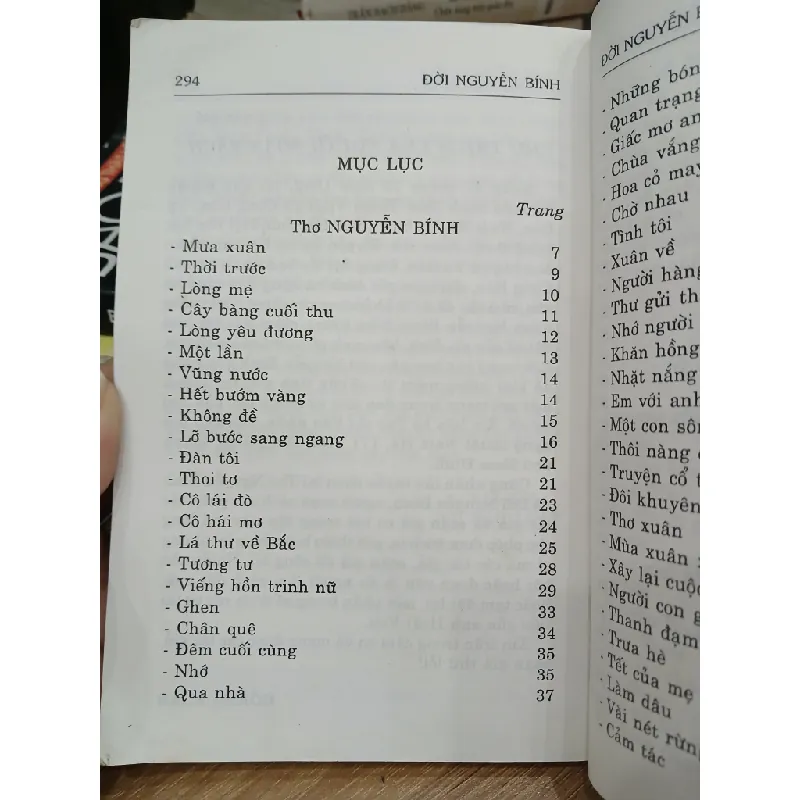 294 ĐỜI NGUYỄN BÍNH
MỤC LỤC
Trang
Thơ NGUYỄN BÍNH
- Mưa xuân 7
- Thời trước 9
- Lòng mẹ 10
- Cây bàng cuối thu 11
- Lòng yêu đương 12
- Một lần 13
- Vũng nước 14
- Hết bướm vàng 14
- Không đề 15
- Lỡ bước sang ngang 16
- Đàn tôi 21
- Thoi tơ 21
- Cô lái đò 23
- Cô hái mơ 24
- Lá thư về Bắc 25
- Tương tư 28
- Viếng hồn trinh nữ 29
- Ghen 33
- Chân quê 34
- Đêm cuối cùng 35
- Nhớ 35
- Qua nhà 37
ĐỜI NGUYỄN
- Những bón
- Quan trạng
- Giấc mơ an
- Chùa vắng
- Hoa cỏ may
- Chờ nhau
- Tình tôi
- Xuân về
- Người hàng
- Thư gửi th
- Nhớ người
- Khăn hồng
- Nhặt nắng
- Em với anh
- Một con sôn
- Thôi nàng
- Truyện cổ t
- Đôi khuyên
- Thơ xuân
- Mùa xuân
- Xây lại cuộc
- Người con g
- Thanh đạm
- Trưa hè
- Tết của mẹ
- Làm dâu
- Vài nét rừn
- Cảm tác